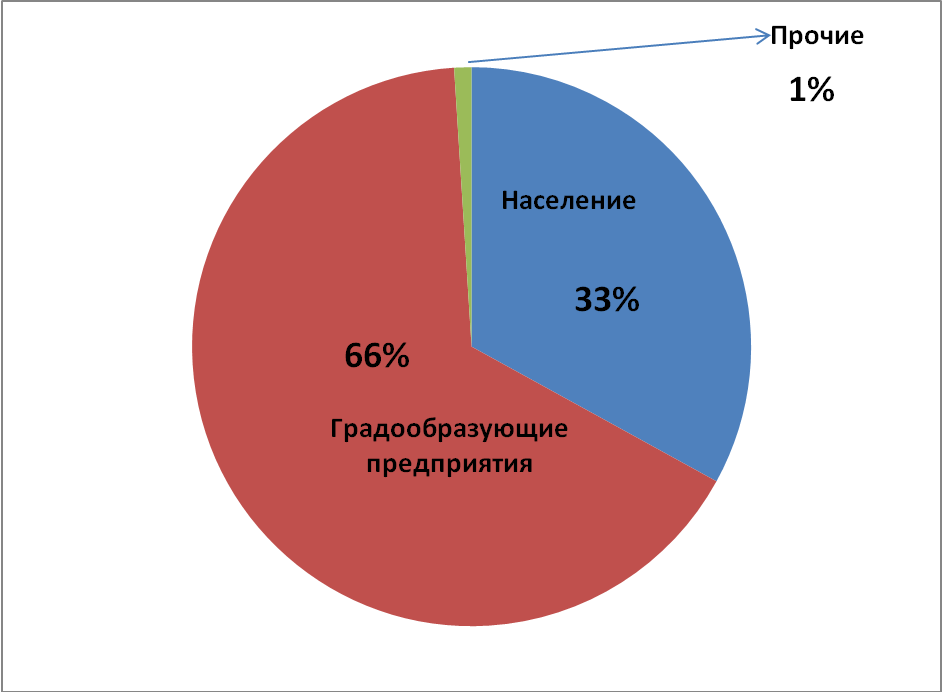 Прочие
1%
Население
33%
66%
Градообразующие
предприятия